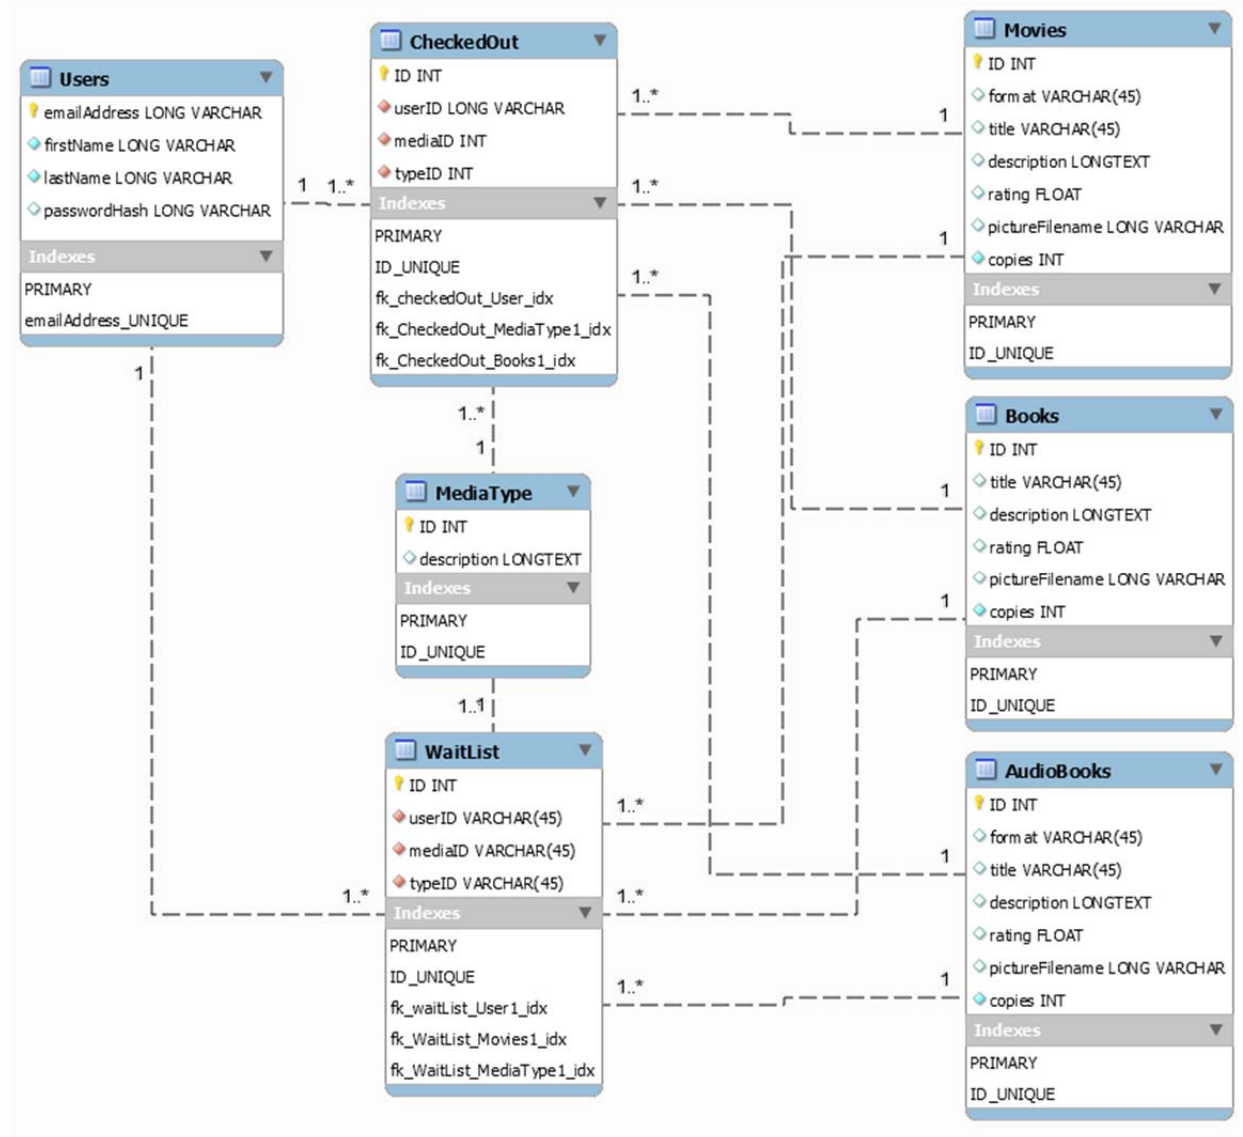 Users
emailAddress LONG VARCHAR
firstName LONG VARCHAR
lastName LONG VARCHAR
passwordHash LONG VARCHAR
Indexes
PRIMARY
emailAddress_UNIQUE
1
1..*
1
1..*
CheckedOut
ID INT
userID LONG VARCHAR
mediaID INT
typeID INT
Indexes
PRIMARY
ID_UNIQUE
fk_checkedOut_User_idx
fk_CheckedOut_MediaType1_idx
fk_CheckedOut_Books1_idx
1..*
1
1..*
1
1..*
1
1..*
1
MediaType
ID INT
description LONGTEXT
Indexes
PRIMARY
ID_UNIQUE
1..1
WaitList
ID INT
userID VARCHAR(45)
mediaID VARCHAR(45)
typeID VARCHAR(45)
Indexes
PRIMARY
ID_UNIQUE
fk_waitList_User1_idx
fk_WaitList_Movies1_idx
fk_WaitList_MediaType1_idx
1..*
1
1..*
1
1..*
1
Movies
ID INT
format VARCHAR(45)
title VARCHAR(45)
description LONGTEXT
rating FLOAT
pictureFilename LONG VARCHAR
copies INT
Indexes
PRIMARY
ID_UNIQUE
Books
ID INT
title VARCHAR(45)
description LONGTEXT
rating FLOAT
pictureFilename LONG VARCHAR
copies INT
Indexes
PRIMARY
ID_UNIQUE
AudioBooks
ID INT
format VARCHAR(45)
title VARCHAR(45)
description LONGTEXT
rating FLOAT
pictureFilename LONG VARCHAR
copies INT
Indexes
PRIMARY
ID_UNIQUE